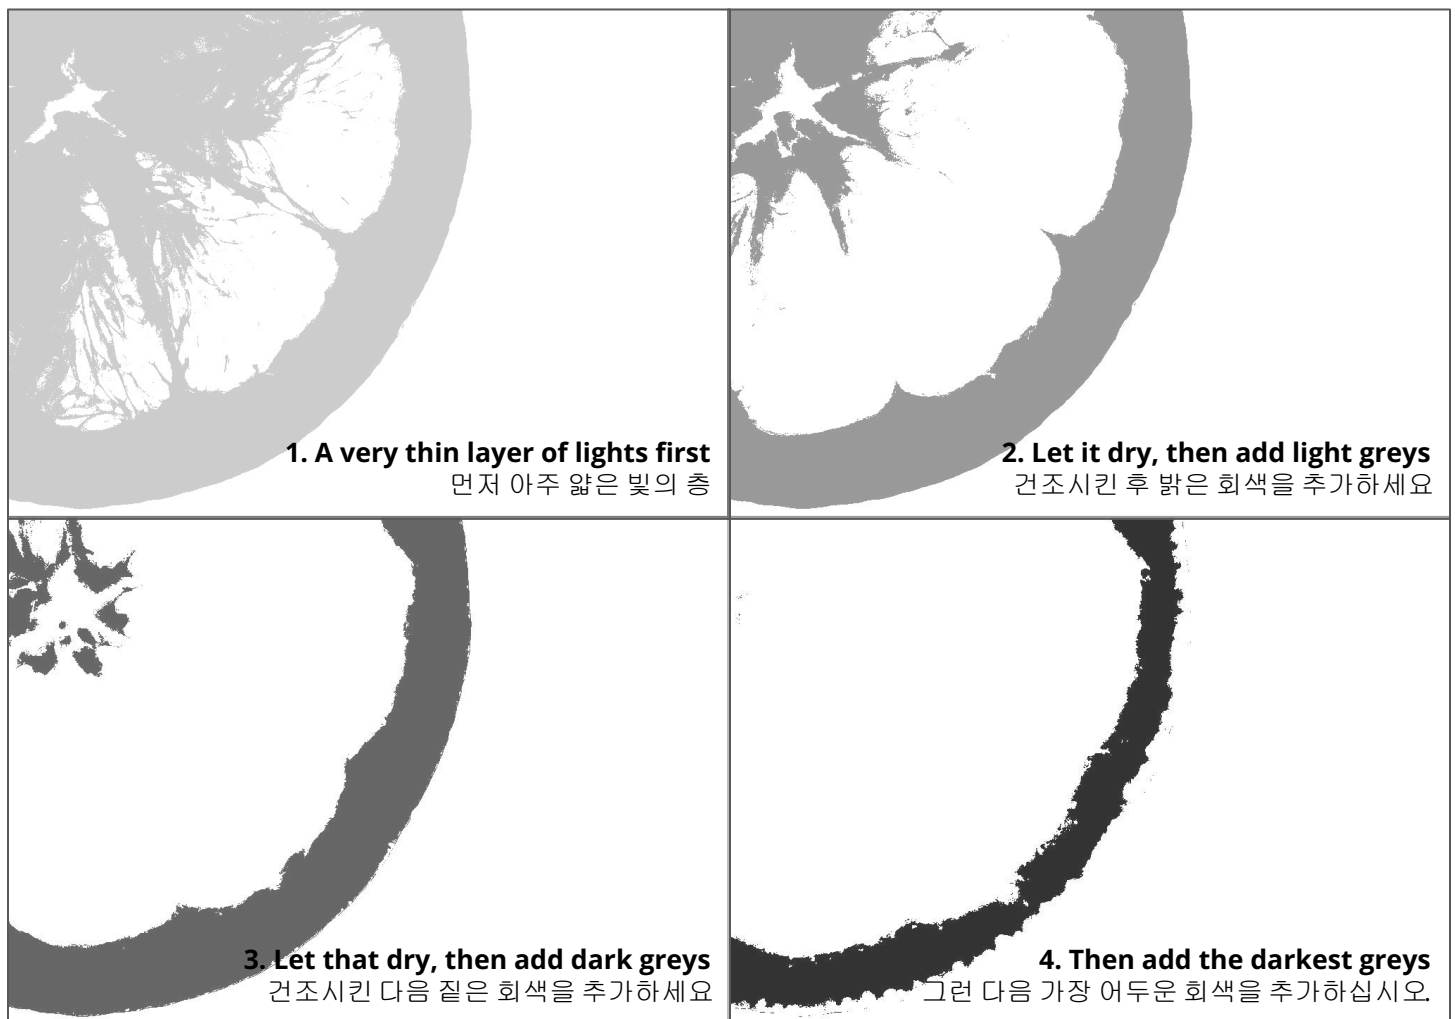 1. A very thin layer of lights first
먼저 아주 얇은 빛의 층
2. Let it dry, then add light greys
건조시킨 후 밝은 회색을 추가하세요
3. Let that dry, then add dark greys
건조시킨 다음 짙은 회색을 추가하세요
4. Then add the darkest greys
그런 다음 가장 어두운 회색을 추가하십시오.